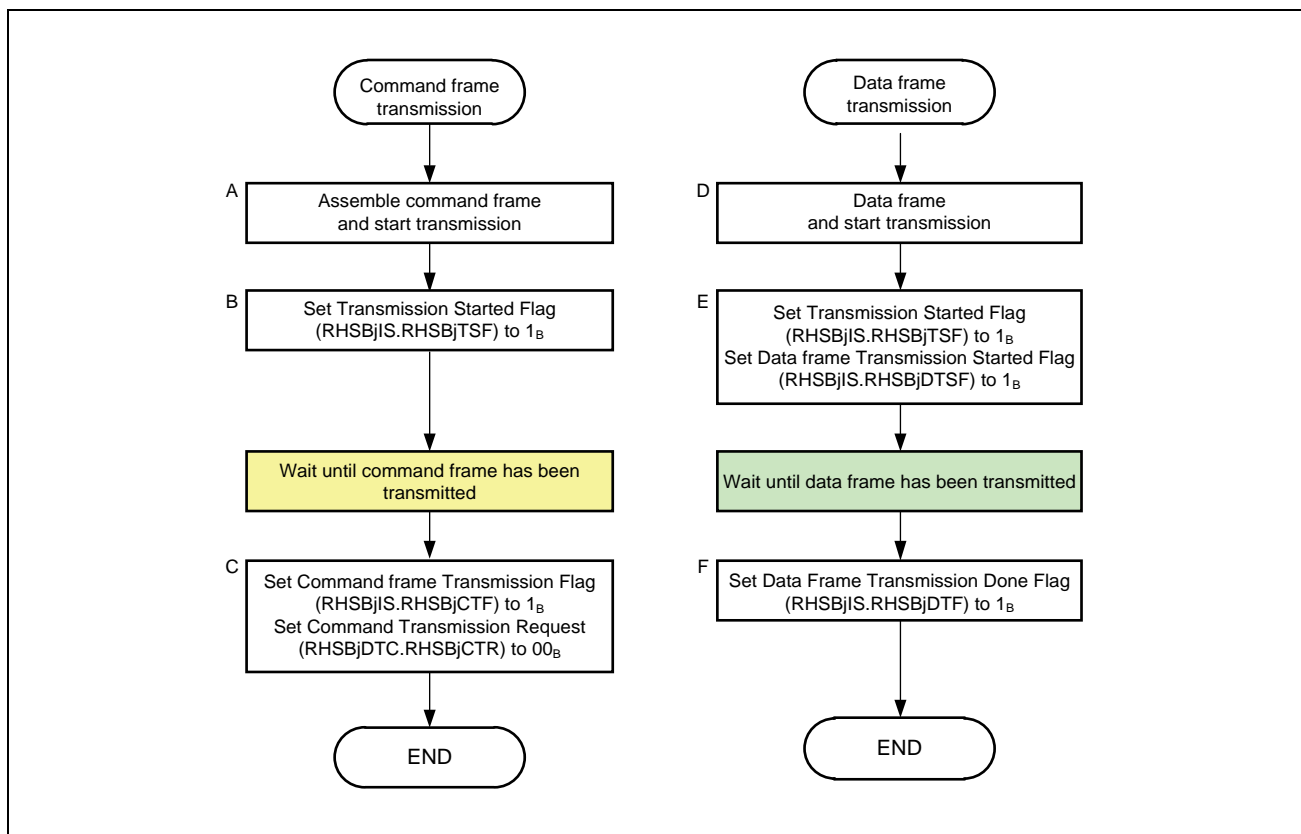 Command frame
transmission
A
Assemble command frame
and start transmission
B
Set Transmission Started Flag
(RHSBjIS.RHSBjTSF) to 1B
Wait until command frame has been
transmitted
C
Set Command frame Transmission Flag
(RHSBjIS.RHSBjCTF) to 1B
Set Command Transmission Request
(RHSBjDTC.RHSBjCTR) to 00B
END
Data frame
transmission
D
Data frame
and start transmission
E
Set Transmission Started Flag
(RHSBjIS.RHSBjTSF) to 1B
Set Data frame Transmission Started Flag
(RHSBjIS.RHSBjDTSF) to 1B
Wait until data frame has been transmitted
F
Set Data Frame Transmission Done Flag
(RHSBjIS.RHSBjDTF) to 1B
END